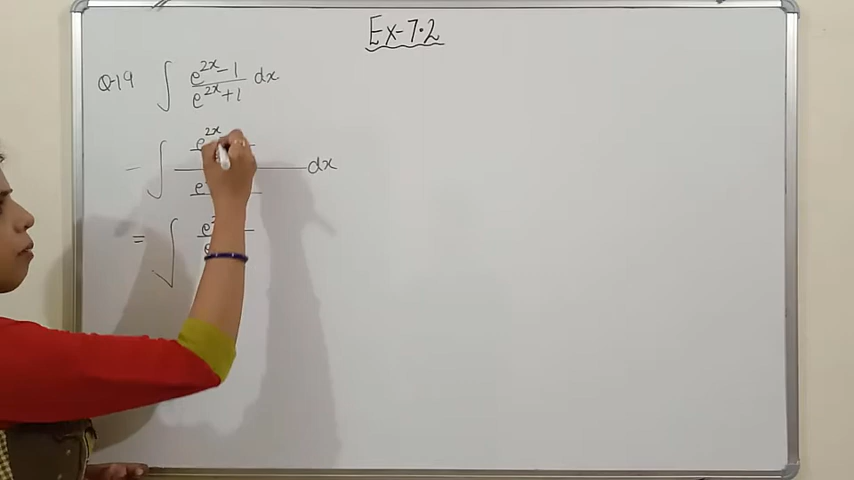 Ex-7.2
Q-19 ∫ e^2x - 1 / e^2x + 1 dx
- ∫ e^2x / e dx
= ∫ e